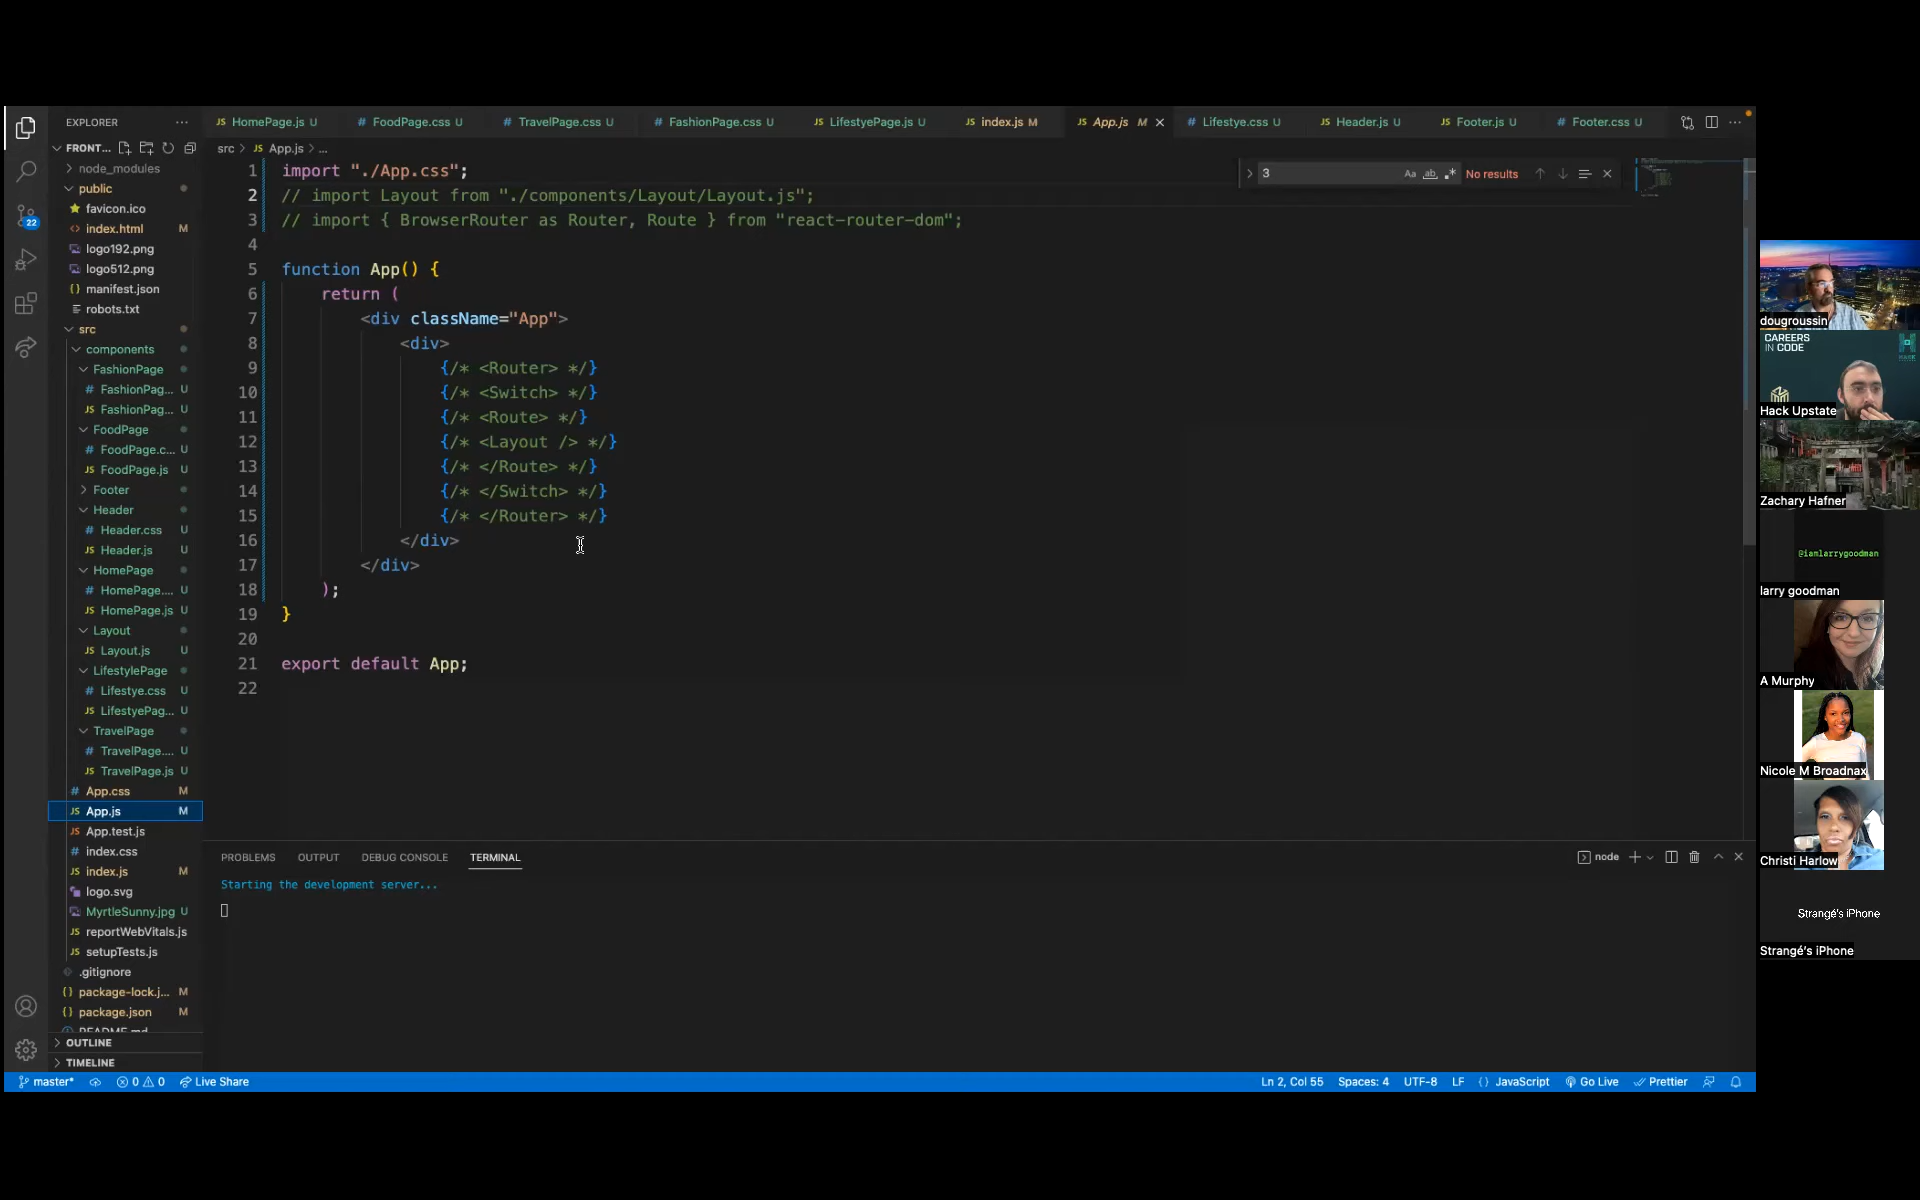 EXPLORER
FRONT...
node_modules
public
favicon.ico
index.html M
logo192.png
logo512.png
manifest.json
robots.txt
src
components
FashionPage
# FashionPag... U
JS FashionPag... U
FoodPage
# FoodPage.c... U
JS FoodPage.js U
Footer
Header
# Header.css U
JS Header.js U
HomePage
# HomePage.... U
JS HomePage.js U
Layout
JS Layout.js U
LifestylePage
# Lifestye.css U
JS LifestyePag... U
TravelPage
# TravelPage.... U
JS TravelPage.js U
# App.css M
JS App.js M
JS App.test.js
# index.css
JS index.js M
logo.svg
MyrtleSunny.jpg U
JS reportWebVitals.js
JS setupTests.js
.gitignore
{} package-lock.j... M
{} package.json M
README.md
OUTLINE
TIMELINE
22
JS HomePage.js U # FoodPage.css U # TravelPage.css U # FashionPage.css U JS LifestyePage.js U JS index.js M JS App.js M # Lifestye.css U JS Header.js U JS Footer.js U # Footer.css U
src > JS App.js > ...
3 Aa ab .* No results
1 import "./App.css";
2 // import Layout from "./components/Layout/Layout.js";
3 // import { BrowserRouter as Router, Route } from "react-router-dom";
4
5 function App() {
6 return (
7 <div className="App">
8 <div>
9 {/* <Router> */}
10 {/* <Switch> */}
11 {/* <Route> */}
12 {/* <Layout /> */}
13 {/* </Route> */}
14 {/* </Switch> */}
15 {/* </Router> */}
16 </div>
17 </div>
18 );
19 }
20
21 export default App;
22
PROBLEMS OUTPUT DEBUG CONSOLE TERMINAL node
Starting the development server...
master* 0 0 Live Share Ln 2, Col 55 Spaces: 4 UTF-8 LF {} JavaScript Go Live Prettier
dougroussin
CAREERS
IN CODE
Hack Upstate
Zachary Hafner
@iamlarrygoodman
larry goodman
A Murphy
Nicole M Broadnax
Christi Harlow
Strangé's iPhone
Strangé's iPhone